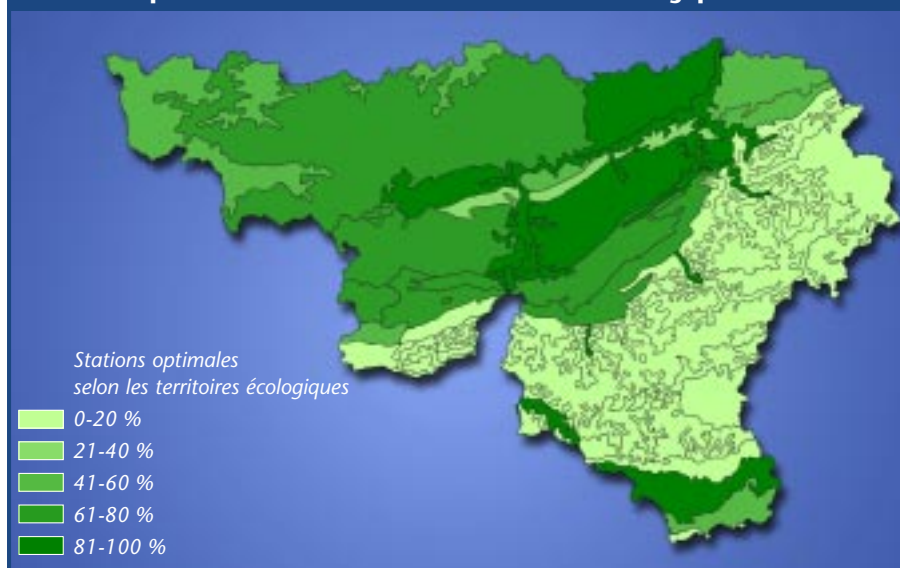 Stations optimales
selon les territoires écologiques
0-20 %
21-40 %
41-60 %
61-80 %
81-100 %